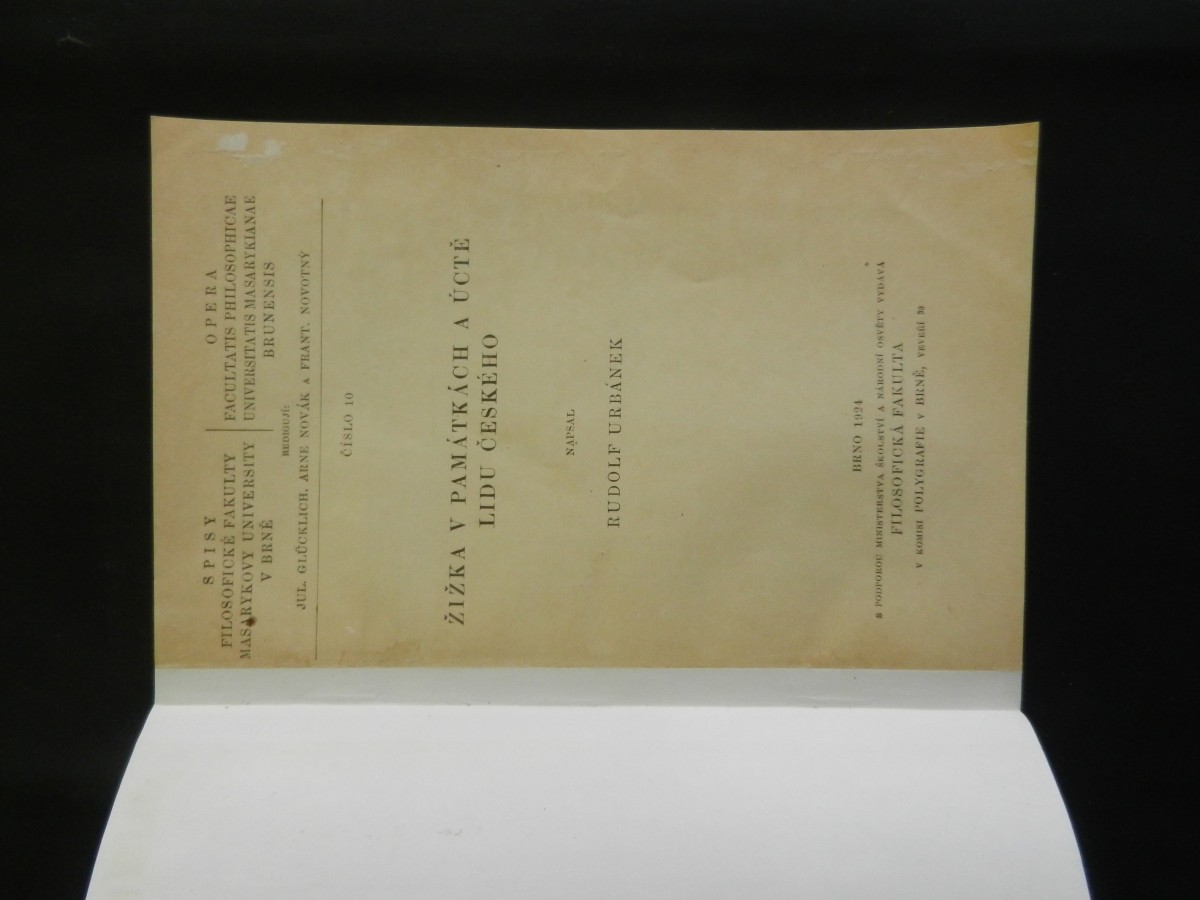 SPISY
FILOSOFICKÉ FAKULTY
MASARYKOVY UNIVERSITY
V BRNĚ
OPERA
FACULTATIS PHILOSOPHICAE
UNIVERSITATIS MASARYKIANAE
BRUNENSIS
REDIGUJÍ:
JUL. GLÜCKLICH, ARNE NOVÁK A FRANT. NOVOTNÝ
ČÍSLO 10
ŽIŽKA V PAMÁTKÁCH A ÚCTĚ
LIDU ČESKÉHO
NAPSAL
RUDOLF URBÁNEK
BRNO 1924
S PODPOROU MINISTERSTVA ŠKOLSTVÍ A NÁRODNÍ OSVĚTY VYDÁVÁ
FILOSOFICKÁ FAKULTA
V KOMISI POLYGRAFIE V BRNĚ, VEVEŘÍ 39